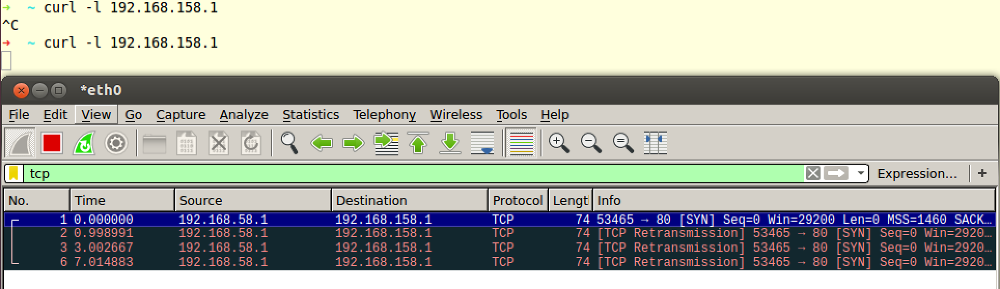 ➜ ~ curl -l 192.168.158.1
^C
➜ ~ curl -l 192.168.158.1
*eth0
File Edit View Go Capture Analyze Statistics Telephony Wireless Tools Help
tcp Expression... +
No. Time Source Destination Protocol Lengt Info
1 0.000000 192.168.58.1 192.168.158.1 TCP 74 53465 → 80 [SYN] Seq=0 Win=29200 Len=0 MSS=1460 SACK…
2 0.998991 192.168.58.1 192.168.158.1 TCP 74 [TCP Retransmission] 53465 → 80 [SYN] Seq=0 Win=2920…
3 3.002667 192.168.58.1 192.168.158.1 TCP 74 [TCP Retransmission] 53465 → 80 [SYN] Seq=0 Win=2920…
6 7.014883 192.168.58.1 192.168.158.1 TCP 74 [TCP Retransmission] 53465 → 80 [SYN] Seq=0 Win=2920…